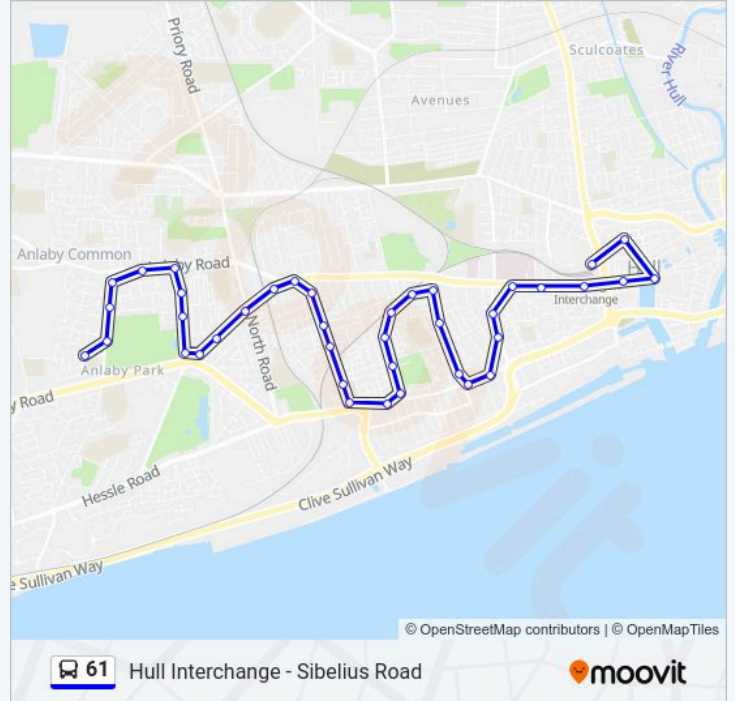 Priory Road
Sculcoates
River Hull
Avenues
Anlaby Common
Road
Hull
Interchange
North Road
Anlaby Park
y Road
Hessle Road
Clive Sullivan Way
e Sullivan Way
© OpenStreetMap contributors | © OpenMapTiles
61 Hull Interchange - Sibelius Road
moovit